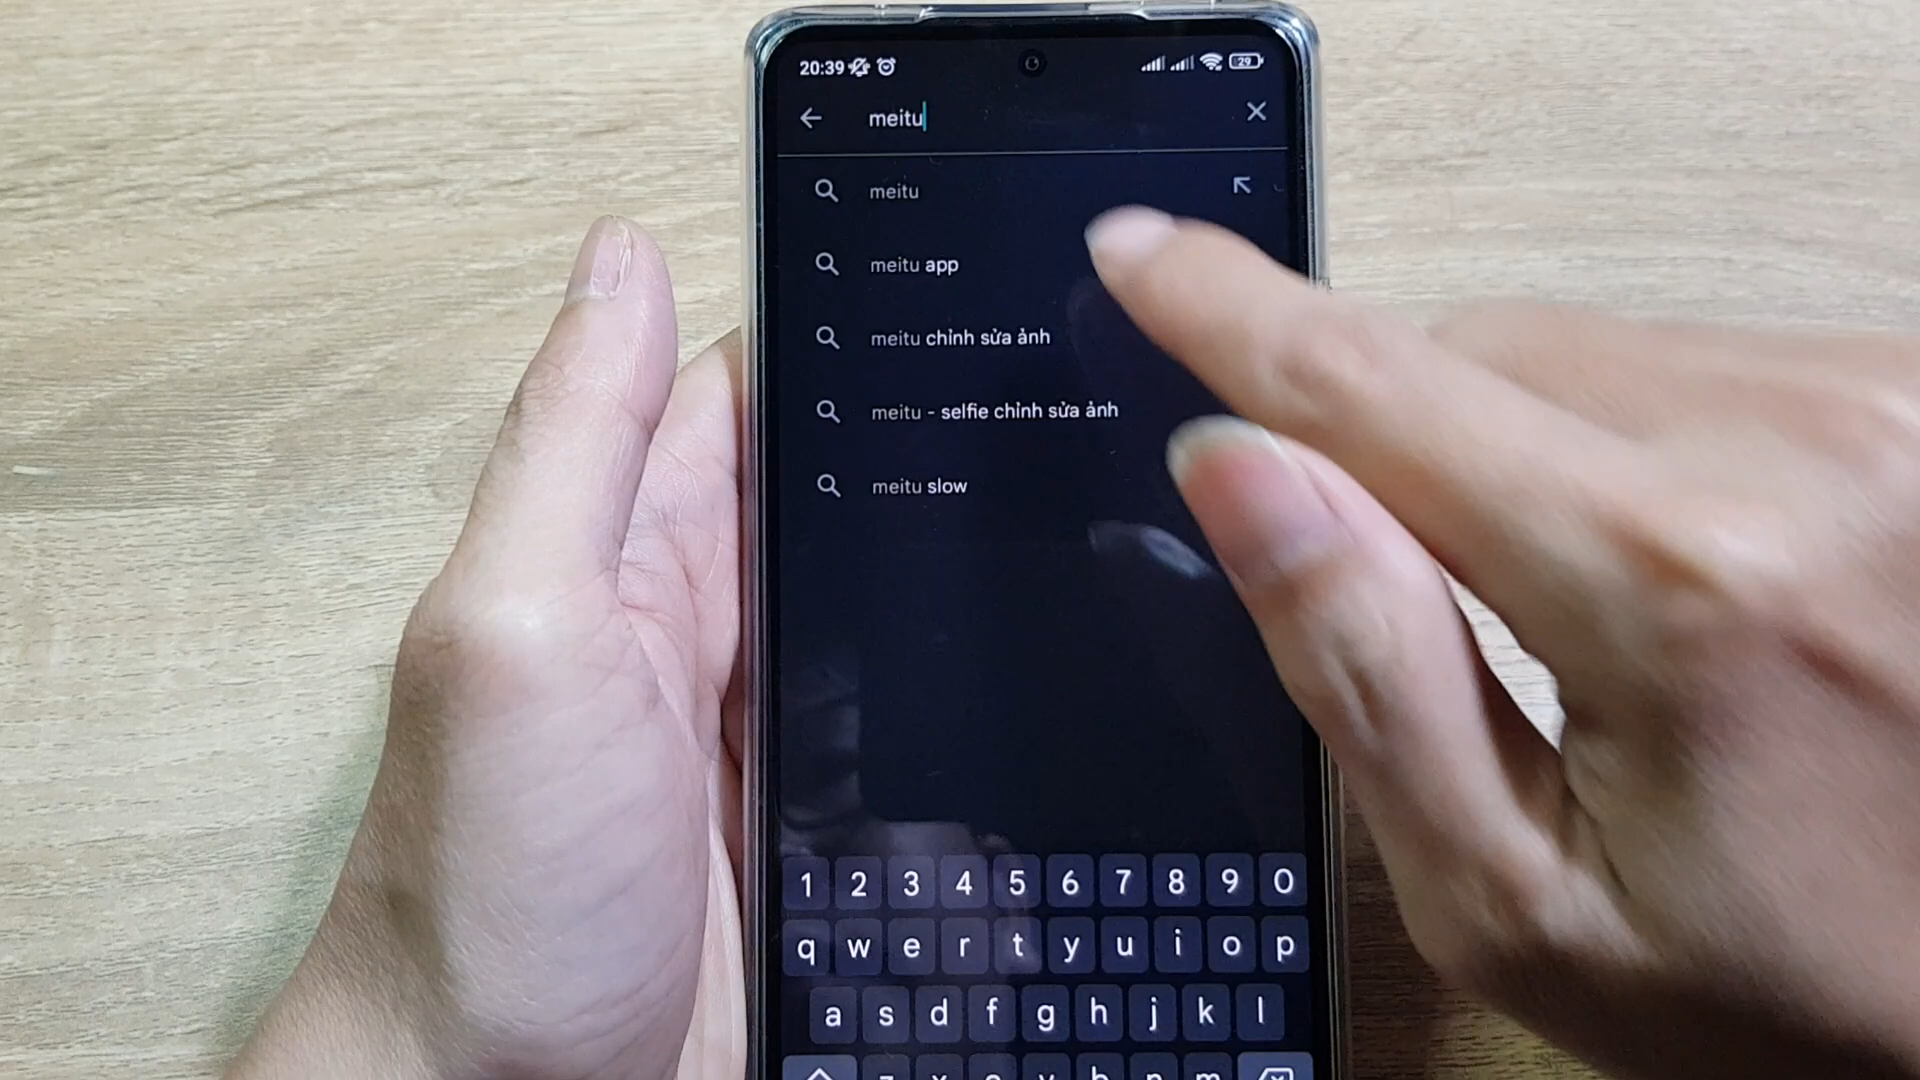 20:39 29
meitu
meitu
meitu app
meitu chỉnh sửa ảnh
meitu - selfie chỉnh sửa ảnh
meitu slow
1 2 3 4 5 6 7 8 9 0
q w e r t y u i o p
a s d f g h j k l
z x c v b n m